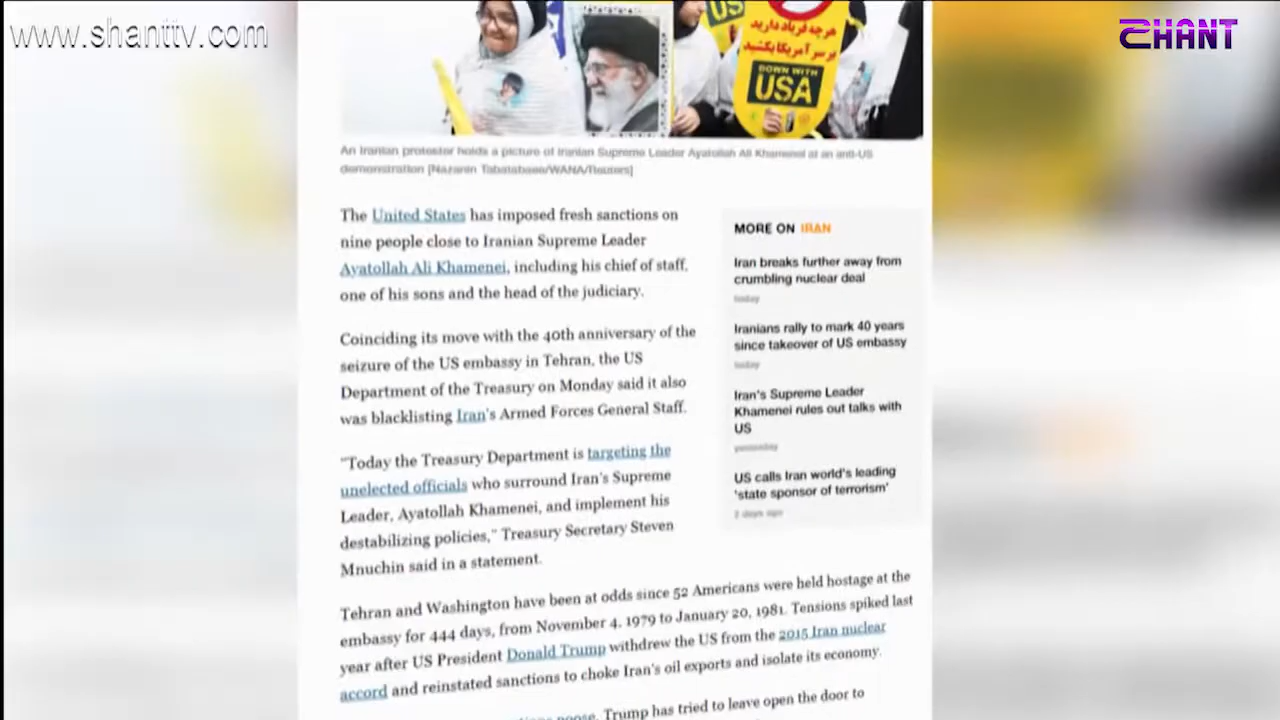 www.shanttv.com
SHANT
US
هرچه فریاد دارید
بر سر آمریکا بکشید
DOWN WITH
USA
An Iranian protester holds a picture of Iranian Supreme Leader Ayatollah Ali Khamenei at an anti-US
demonstration [Nazanin Tabatabaee/WANA/Reuters]
The United States has imposed fresh sanctions on
nine people close to Iranian Supreme Leader
Ayatollah Ali Khamenei, including his chief of staff,
one of his sons and the head of the judiciary.
Coinciding its move with the 40th anniversary of the
seizure of the US embassy in Tehran, the US
Department of the Treasury on Monday said it also
was blacklisting Iran's Armed Forces General Staff.
"Today the Treasury Department is targeting the
unelected officials who surround Iran's Supreme
Leader, Ayatollah Khamenei, and implement his
destabilizing policies," Treasury Secretary Steven
Mnuchin said in a statement.
MORE ON IRAN
Iran breaks further away from
crumbling nuclear deal
today
Iranians rally to mark 40 years
since takeover of US embassy
today
Iran's Supreme Leader
Khamenei rules out talks with
US
yesterday
US calls Iran world's leading
'state sponsor of terrorism'
2 days ago
Tehran and Washington have been at odds since 52 Americans were held hostage at the
embassy for 444 days, from November 4, 1979 to January 20, 1981. Tensions spiked last
year after US President Donald Trump withdrew the US from the 2015 Iran nuclear
accord and reinstated sanctions to choke Iran's oil exports and isolate its economy.
noose, Trump has tried to leave open the door to